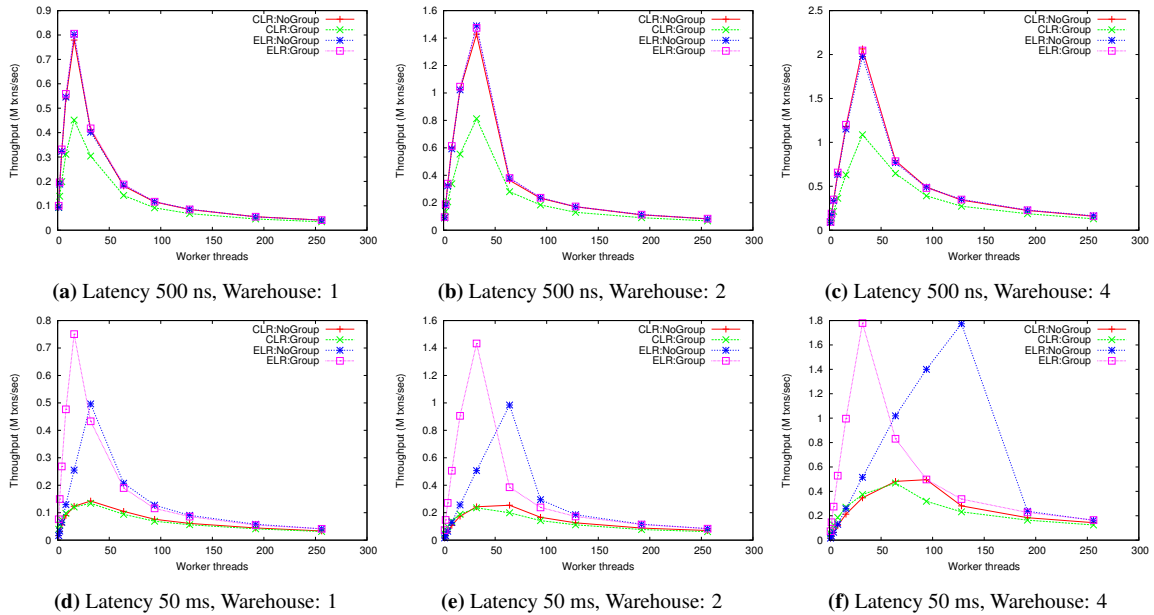 0.9
0.8
0.7
0.6
0.5
0.4
0.3
0.2
0.1
0
0 50 100 150 200 250 300
Throughput (M txns/sec)
Worker threads
CLR:NoGroup
CLR:Group
ELR:NoGroup
ELR:Group
(a) Latency 500 ns, Warehouse: 1
1.6
1.4
1.2
1
0.8
0.6
0.4
0.2
0
0 50 100 150 200 250 300
Throughput (M txns/sec)
Worker threads
CLR:NoGroup
CLR:Group
ELR:NoGroup
ELR:Group
(b) Latency 500 ns, Warehouse: 2
2.5
2
1.5
1
0.5
0
0 50 100 150 200 250 300
Throughput (M txns/sec)
Worker threads
CLR:NoGroup
CLR:Group
ELR:NoGroup
ELR:Group
(c) Latency 500 ns, Warehouse: 4
0.8
0.7
0.6
0.5
0.4
0.3
0.2
0.1
0
0 50 100 150 200 250 300
Throughput (M txns/sec)
Worker threads
CLR:NoGroup
CLR:Group
ELR:NoGroup
ELR:Group
(d) Latency 50 ms, Warehouse: 1
1.6
1.4
1.2
1
0.8
0.6
0.4
0.2
0
0 50 100 150 200 250 300
Throughput (M txns/sec)
Worker threads
CLR:NoGroup
CLR:Group
ELR:NoGroup
ELR:Group
(e) Latency 50 ms, Warehouse: 2
1.8
1.6
1.4
1.2
1
0.8
0.6
0.4
0.2
0
0 50 100 150 200 250 300
Throughput (M txns/sec)
Worker threads
CLR:NoGroup
CLR:Group
ELR:NoGroup
ELR:Group
(f) Latency 50 ms, Warehouse: 4